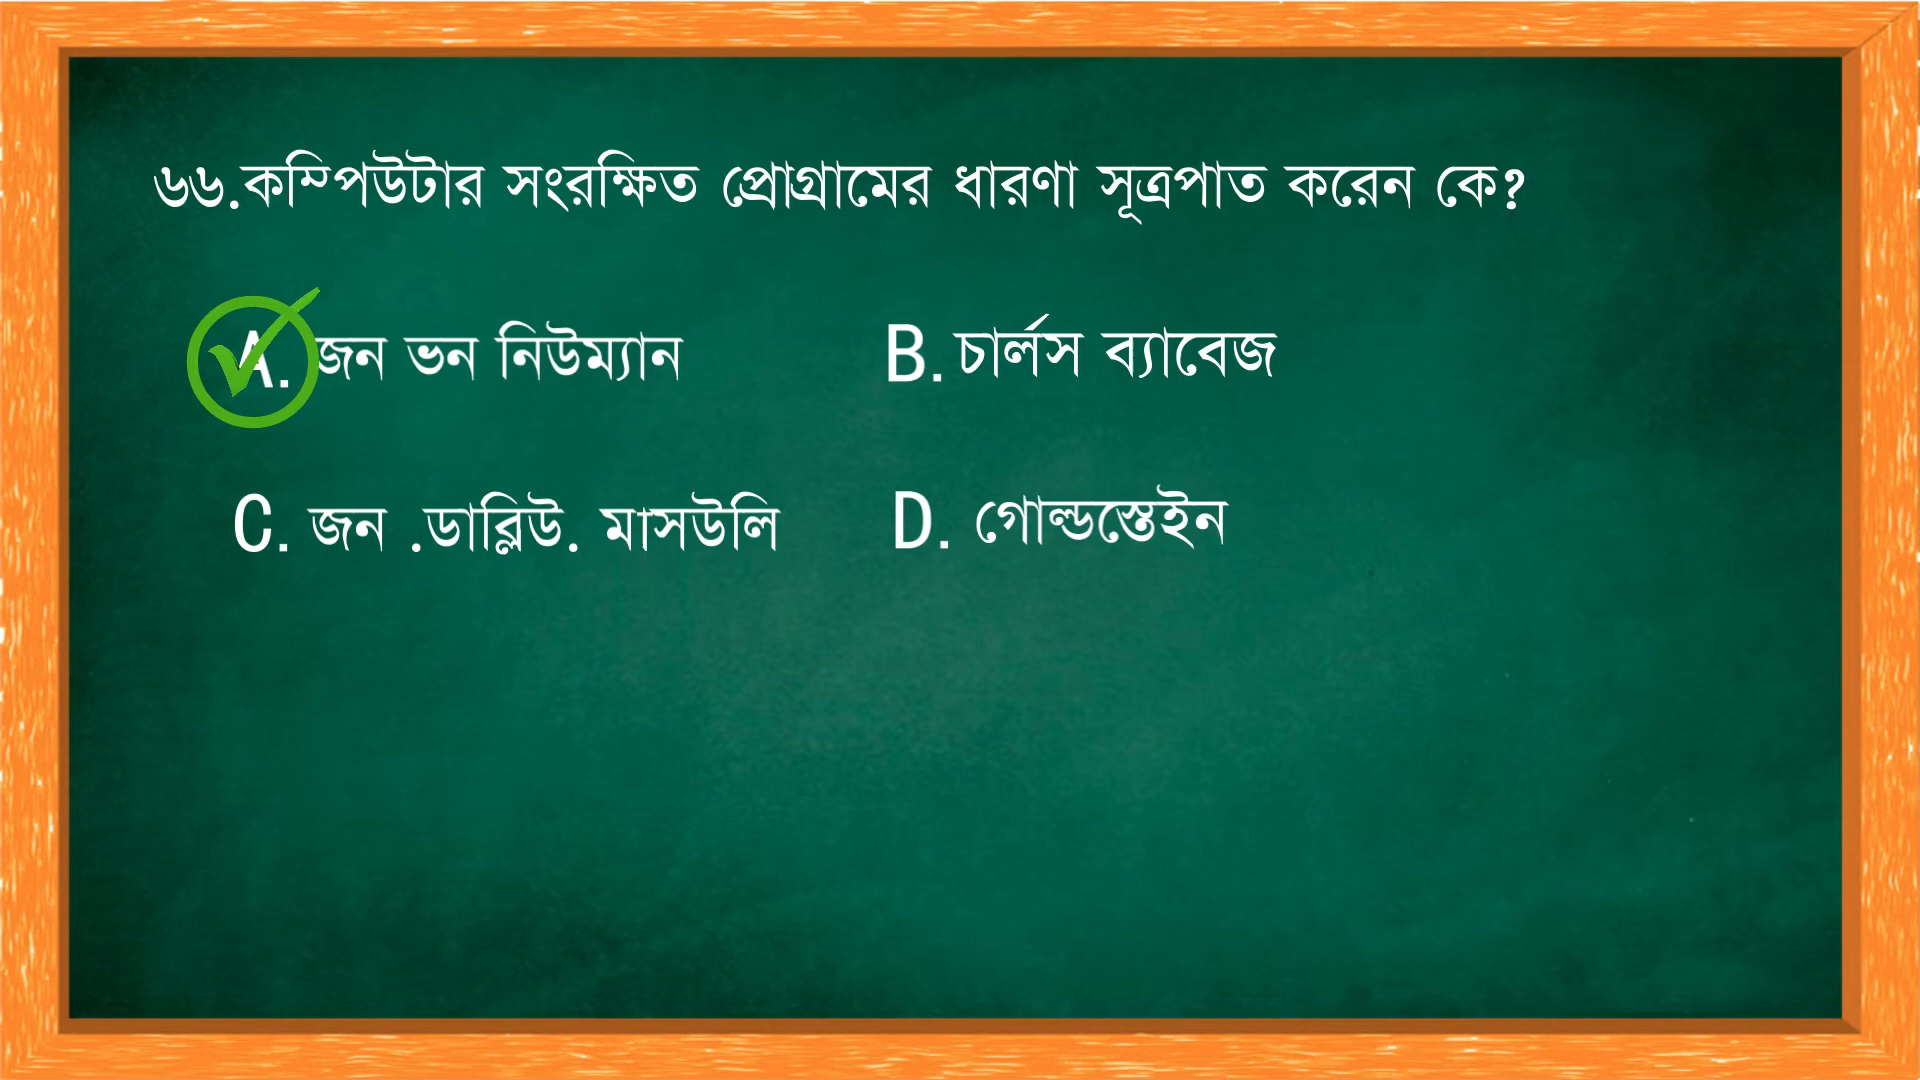 ৬৬.কম্পিউটার সংরক্ষিত প্রোগ্রামের ধারণা সূত্রপাত করেন কে?
A. জন ভন নিউম্যান B. চার্লস ব্যাবেজ
C. জন .ডাব্লিউ. মাসউলি D. গোল্ডস্তেইন